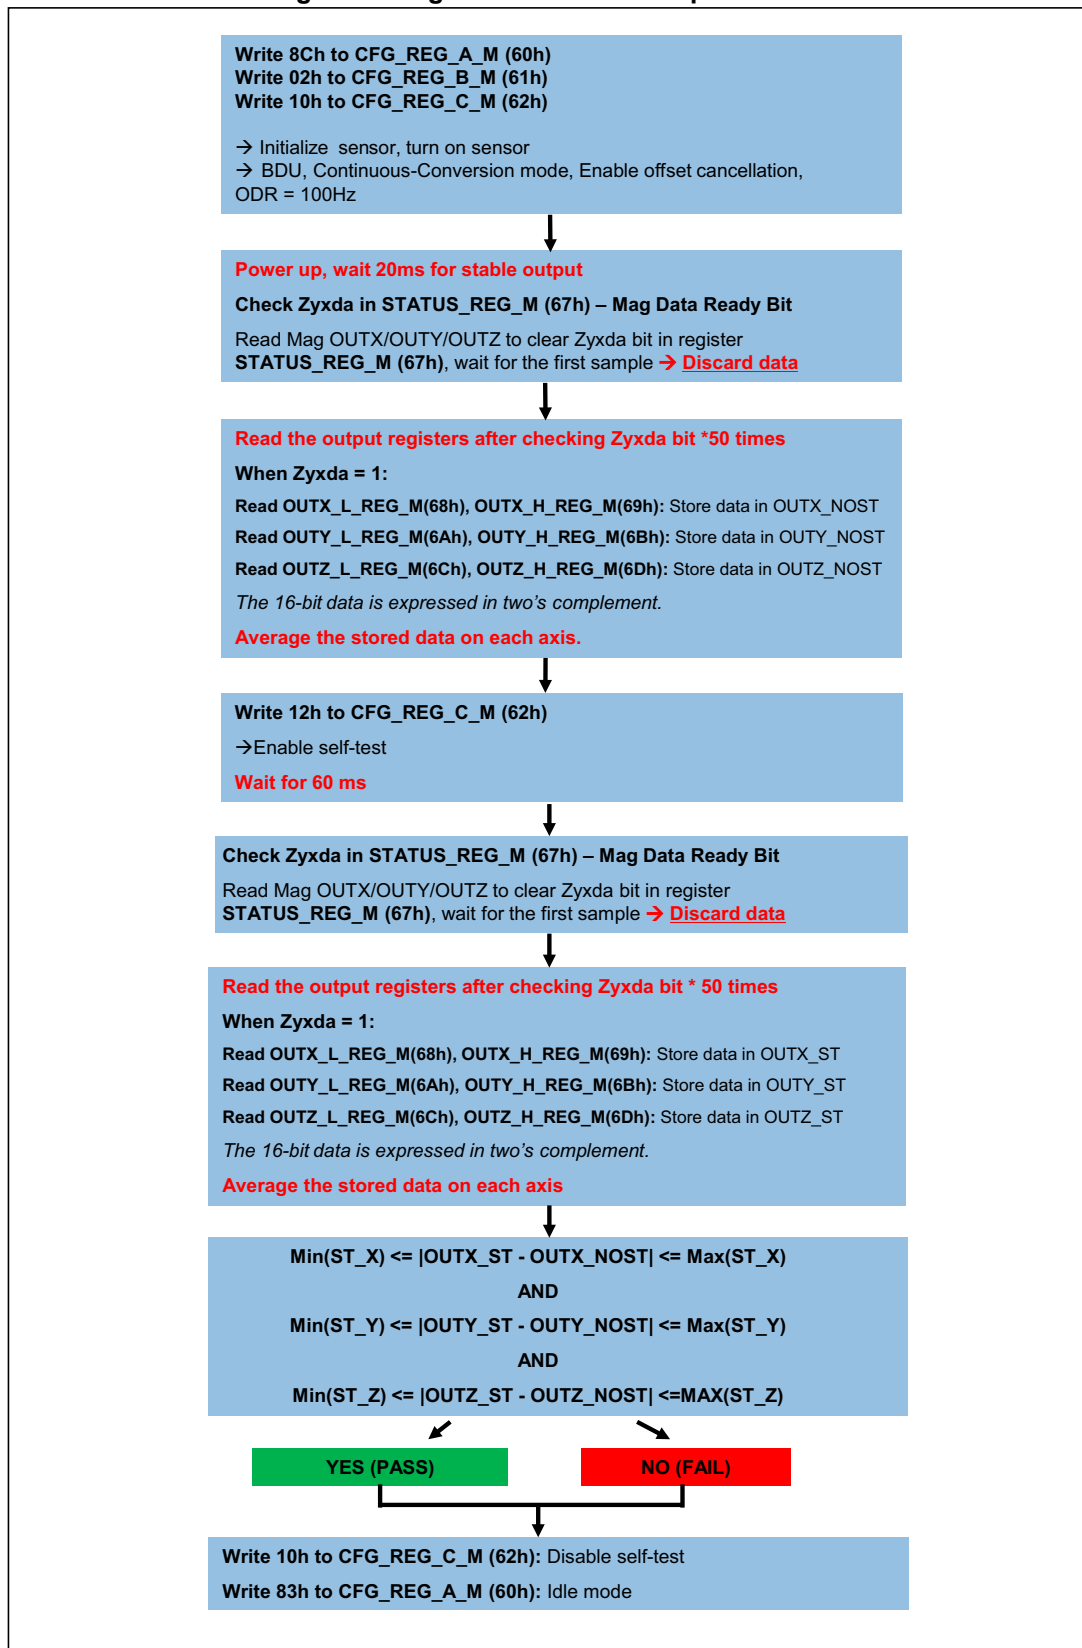 Write 8Ch to CFG_REG_A_M (60h)
Write 02h to CFG_REG_B_M (61h)
Write 10h to CFG_REG_C_M (62h)
→ Initialize sensor, turn on sensor
→ BDU, Continuous-Conversion mode, Enable offset cancellation,
ODR = 100Hz
Power up, wait 20ms for stable output
Check Zyxda in STATUS_REG_M (67h) – Mag Data Ready Bit
Read Mag OUTX/OUTY/OUTZ to clear Zyxda bit in register
STATUS_REG_M (67h), wait for the first sample → Discard data
Read the output registers after checking Zyxda bit *50 times
When Zyxda = 1:
Read OUTX_L_REG_M(68h), OUTX_H_REG_M(69h): Store data in OUTX_NOST
Read OUTY_L_REG_M(6Ah), OUTY_H_REG_M(6Bh): Store data in OUTY_NOST
Read OUTZ_L_REG_M(6Ch), OUTZ_H_REG_M(6Dh): Store data in OUTZ_NOST
The 16-bit data is expressed in two's complement.
Average the stored data on each axis.
Write 12h to CFG_REG_C_M (62h)
→Enable self-test
Wait for 60 ms
Check Zyxda in STATUS_REG_M (67h) – Mag Data Ready Bit
Read Mag OUTX/OUTY/OUTZ to clear Zyxda bit in register
STATUS_REG_M (67h), wait for the first sample → Discard data
Read the output registers after checking Zyxda bit * 50 times
When Zyxda = 1:
Read OUTX_L_REG_M(68h), OUTX_H_REG_M(69h): Store data in OUTX_ST
Read OUTY_L_REG_M(6Ah), OUTY_H_REG_M(6Bh): Store data in OUTY_ST
Read OUTZ_L_REG_M(6Ch), OUTZ_H_REG_M(6Dh): Store data in OUTZ_ST
The 16-bit data is expressed in two's complement.
Average the stored data on each axis
Min(ST_X) <= |OUTX_ST - OUTX_NOST| <= Max(ST_X)
AND
Min(ST_Y) <= |OUTY_ST - OUTY_NOST| <= Max(ST_Y)
AND
Min(ST_Z) <= |OUTZ_ST - OUTZ_NOST| <=MAX(ST_Z)
YES (PASS)
NO (FAIL)
Write 10h to CFG_REG_C_M (62h): Disable self-test
Write 83h to CFG_REG_A_M (60h): Idle mode